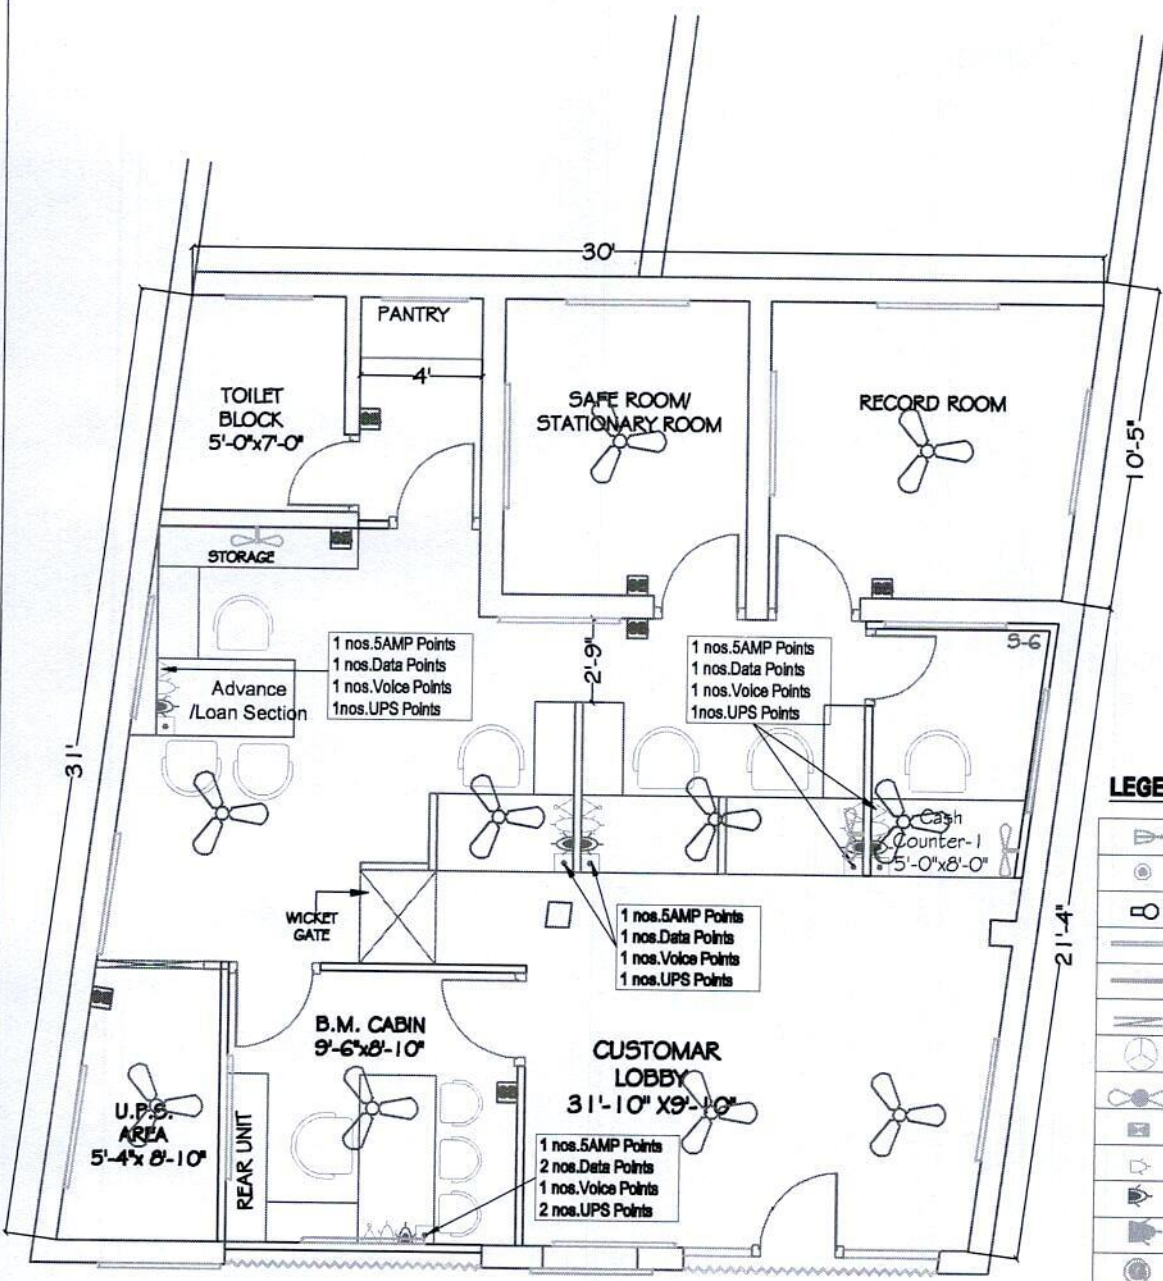 30'
PANTRY
4'
TOILET
BLOCK
5'-0"x7'-0"
SAFE ROOM/
STATIONARY ROOM
RECORD ROOM
10'-5"
STORAGE
1 nos.5AMP Points
1 nos.Data Points
1 nos.Voice Points
1nos.UPS Points
2'-9"
1 nos.5AMP Points
1 nos.Data Points
1 nos.Voice Points
1nos.UPS Points
S-6
Advance
/Loan Section
31'
LEGE
Cash
Counter-1
5'-0"x8'-0"
WICKET
GATE
1 nos.5AMP Points
1 nos.Data Points
1 nos.Voice Points
1 nos.UPS Points
21'-4"
B.M. CABIN
9'-6"x8'-10"
CUSTOMAR
LOBBY
31'-10" X9'-10"
U.P.S.
AREA
5'-4"x 8'-10"
REAR UNIT
1 nos.5AMP Points
2 nos.Data Points
1 nos.Voice Points
2 nos.UPS Points